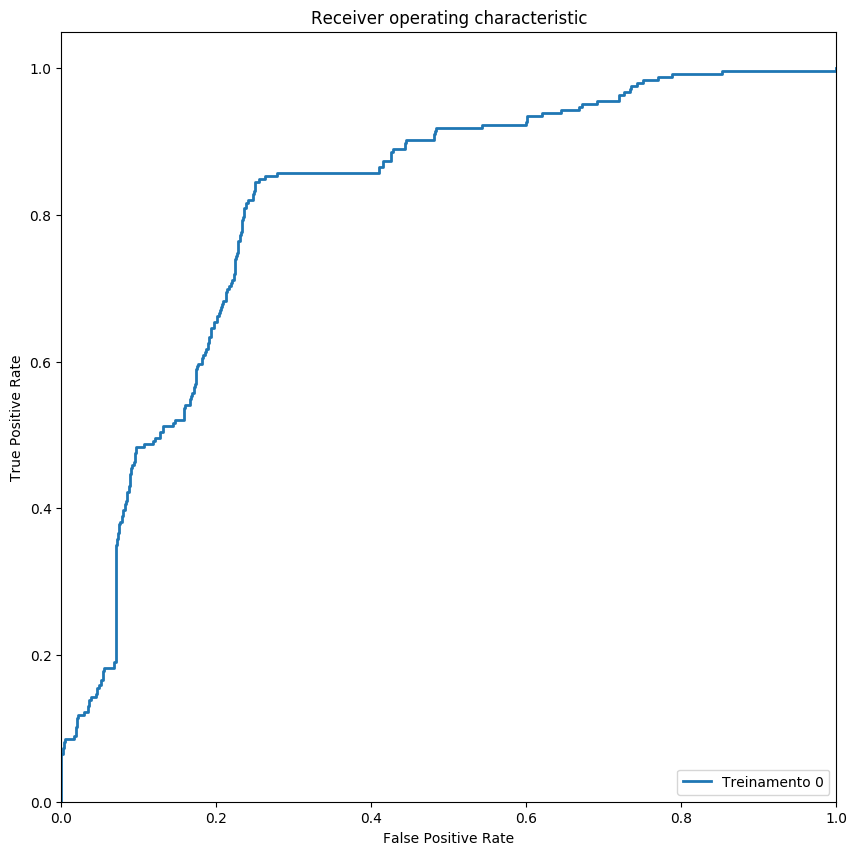 Receiver operating characteristic
1.0
0.8
0.6
0.4
0.2
0.0
True Positive Rate
0.0 0.2 0.4 0.6 0.8 1.0
False Positive Rate
Treinamento 0